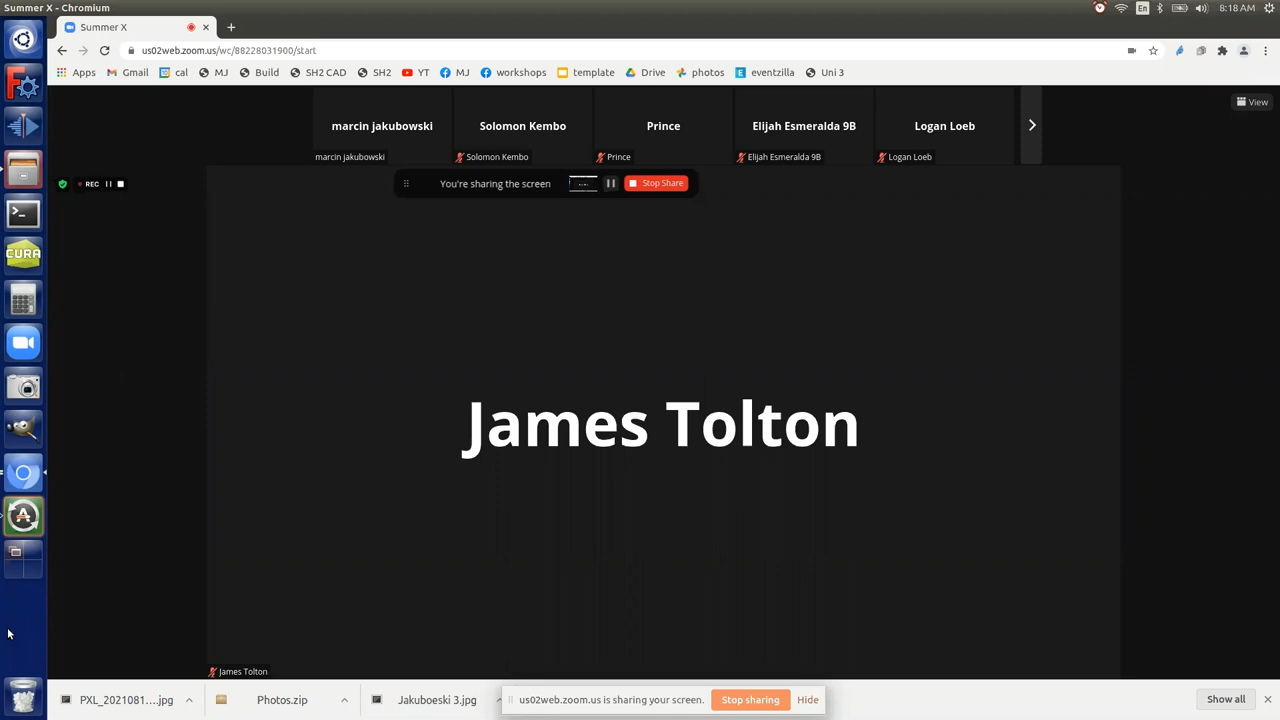 Summer X - Chromium
En
8:18 AM
Summer X
us02web.zoom.us/wc/88228031900/start
Apps Gmail cal MJ Build SH2 CAD SH2 YT MJ workshops template Drive photos eventzilla Uni 3
marcin jakubowski Solomon Kembo Prince Elijah Esmeralda 9B Logan Loeb
View
marcin jakubowski Solomon Kembo Prince Elijah Esmeralda 9B Logan Loeb
REC
You're sharing the screen Stop Share
CURA
James Tolton
James Tolton
PXL_2021081....jpg Photos.zip Jakuboeski 3.jpg us02web.zoom.us is sharing your screen. Stop sharing Hide Show all